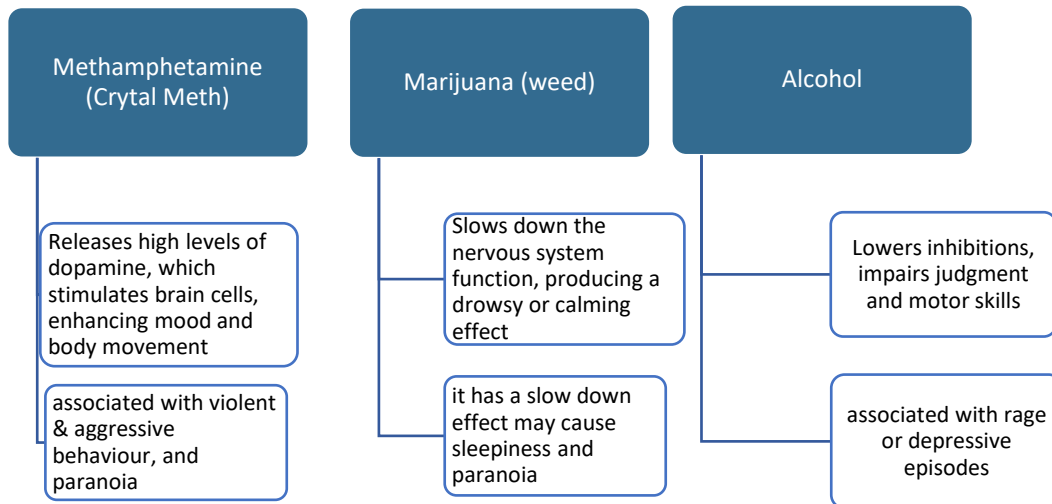 Methamphetamine
(Crytal Meth)
Releases high levels of
dopamine, which
stimulates brain cells,
enhancing mood and
body movement
associated with violent
& aggressive
behaviour, and
paranoia
Marijuana (weed)
Slows down the
nervous system
function, producing a
drowsy or calming
effect
it has a slow down
effect may cause
sleepiness and
paranoia
Alcohol
Lowers inhibitions,
impairs judgment
and motor skills
associated with rage
or depressive
episodes